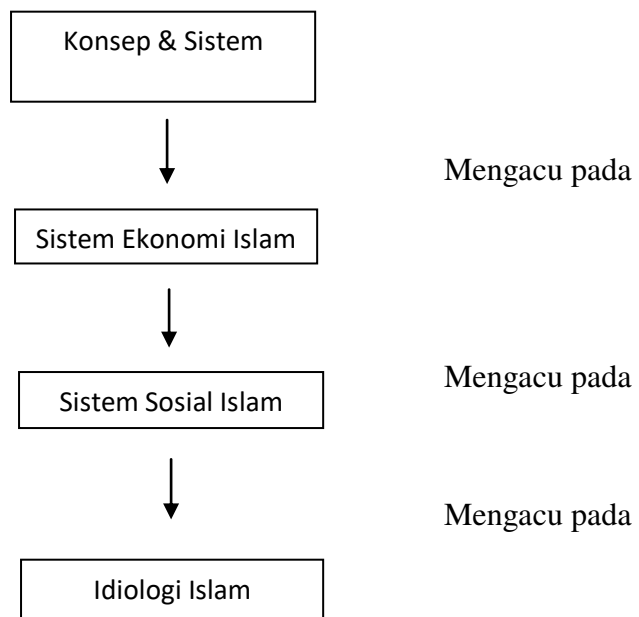 Konsep & Sistem
Mengacu pada
Sistem Ekonomi Islam
Mengacu pada
Sistem Sosial Islam
Mengacu pada
Idiologi Islam